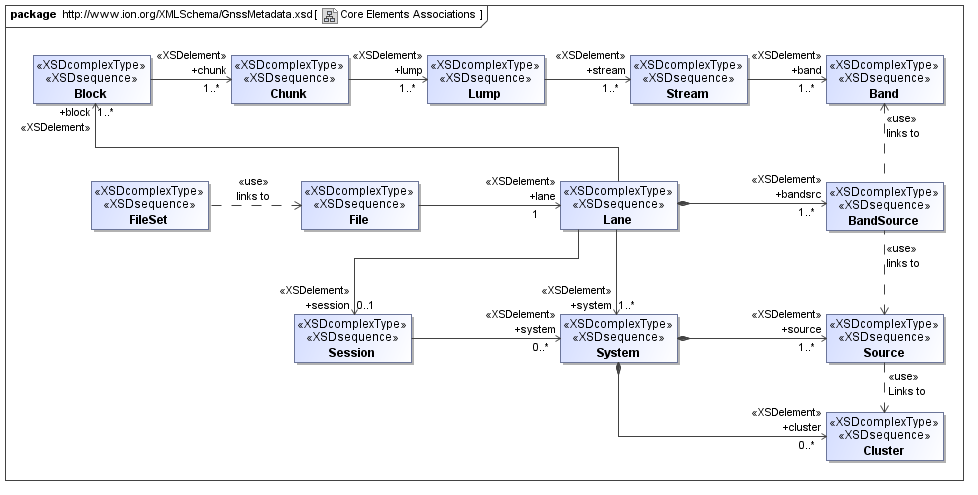 package http://www.ion.org/XMLSchema/GnssMetadata.xsd [ Core Elements Associations ]
«XSDcomplexType»
«XSDsequence»
Block
«XSDelement»
+chunk
1..*
«XSDcomplexType»
«XSDsequence»
Chunk
«XSDelement»
+lump
1..*
«XSDcomplexType»
«XSDsequence»
Lump
«XSDelement»
+stream
1..*
«XSDcomplexType»
«XSDsequence»
Stream
«XSDelement»
+band
1..*
«XSDcomplexType»
«XSDsequence»
Band
+block 1..*
«XSDelement»
«use»
links to
«XSDcomplexType»
«XSDsequence»
FileSet
«use»
links to
«XSDcomplexType»
«XSDsequence»
File
«XSDelement»
+lane
1
«XSDcomplexType»
«XSDsequence»
Lane
«XSDelement»
+bandsrc
1..*
«XSDcomplexType»
«XSDsequence»
BandSource
«use»
links to
«XSDelement»
+session 0..1
«XSDelement»
+system 1..*
«XSDcomplexType»
«XSDsequence»
Session
«XSDelement»
+system
0..*
«XSDcomplexType»
«XSDsequence»
System
«XSDelement»
+source
1..*
«XSDcomplexType»
«XSDsequence»
Source
«use»
Links to
«XSDelement»
+cluster
0..*
«XSDcomplexType»
«XSDsequence»
Cluster